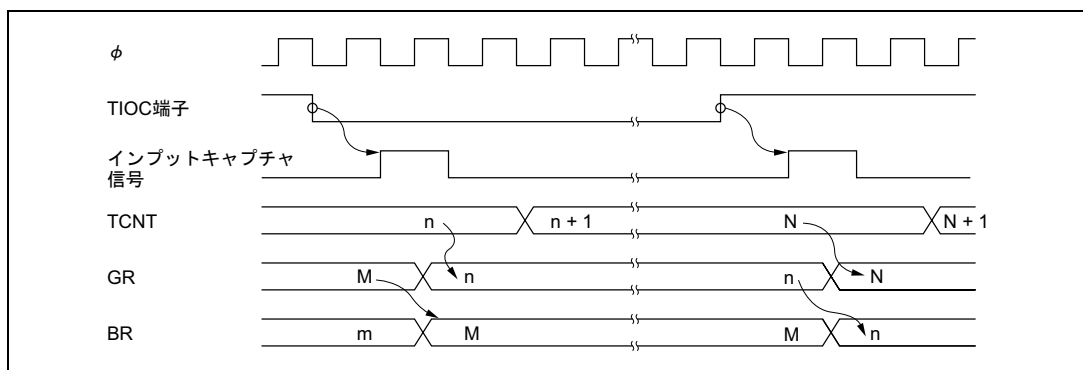 φ
TIOC端子
インプットキャプチャ
信号
TCNT n n + 1 N N + 1
GR M n n N
BR m M M n